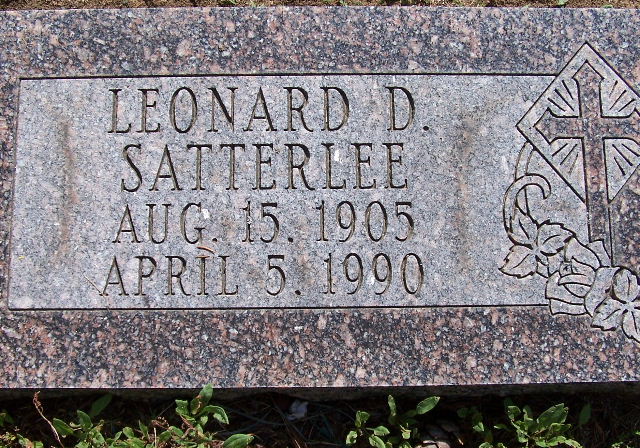 LEONARD D.
SATTERLEE
AUG. 15. 1905
APRIL 5. 1990